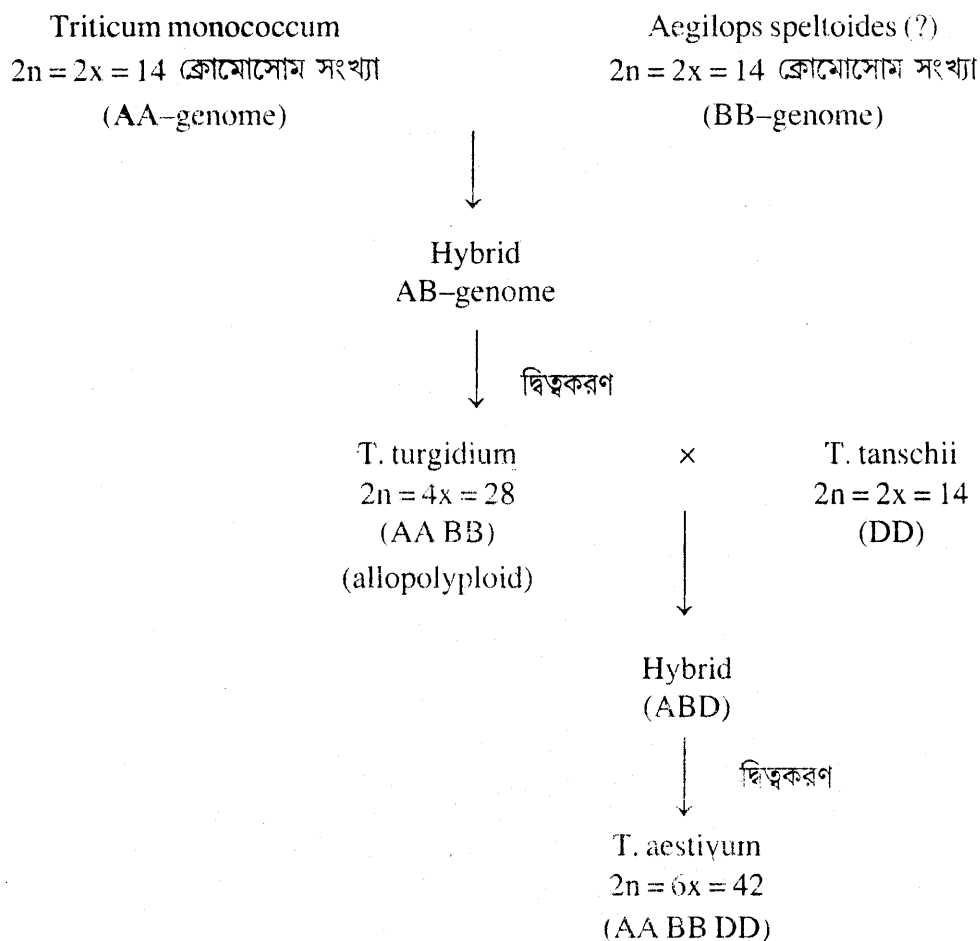 Triticum monococcum
2n = 2x = 14 ক্রোমোসোম সংখ্যা
(AA–genome)
Aegilops speltoides (?)
2n = 2x = 14 ক্রোমোসোম সংখ্যা
(BB–genome)
Hybrid
AB–genome
দ্বিত্বকরণ
T. turgidium
2n = 4x = 28
(AA BB)
(allopolyploid)
×
T. tanschii
2n = 2x = 14
(DD)
Hybrid
(ABD)
দ্বিত্বকরণ
T. aestivum
2n = 6x = 42
(AA BB DD)